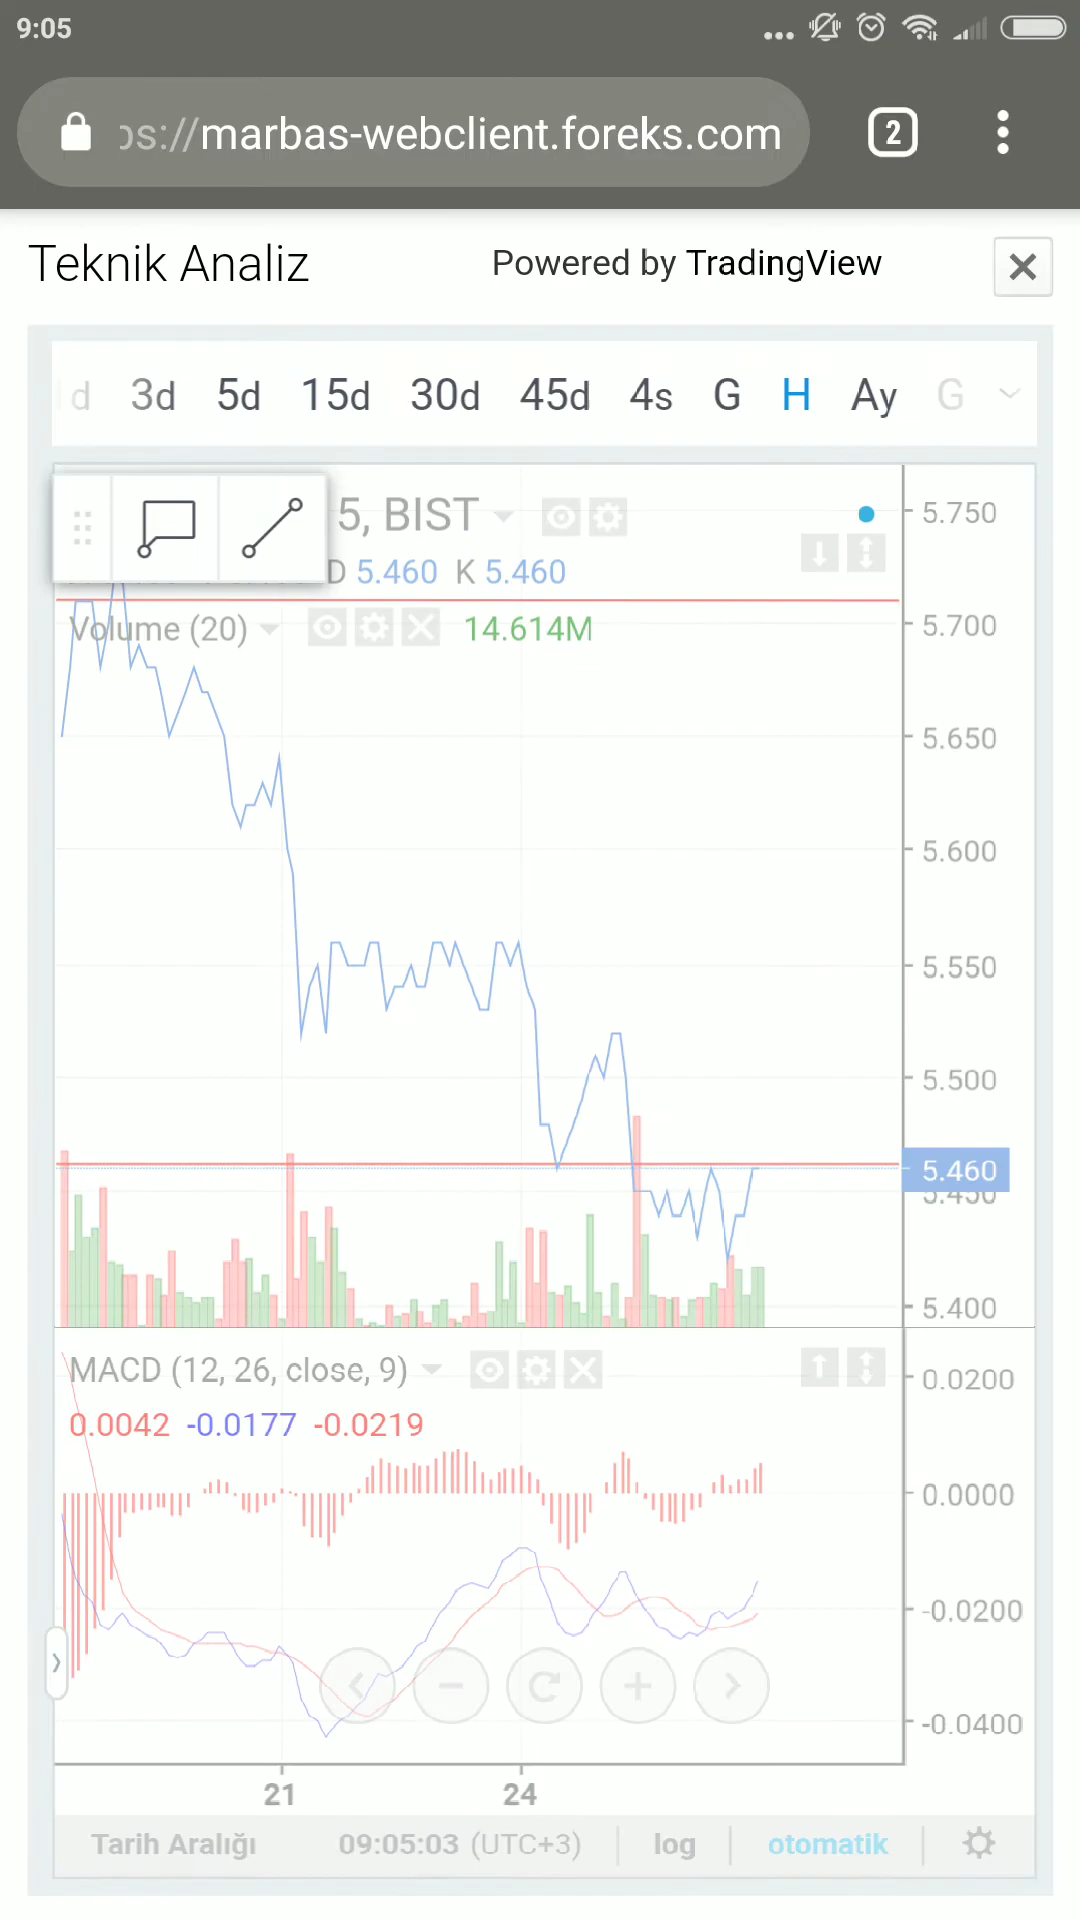 9:05
2
ps://marbas-webclient.foreks.com
Teknik Analiz
Powered by TradingView
d 3d 5d 15d 30d 45d 4s G H Ay G
5, BIST
D 5.460 K 5.460
Volume (20) 14.614M
5.750
5.700
5.650
5.600
5.550
5.500
5.460
5.450
5.400
MACD (12, 26, close, 9)
0.0042 -0.0177 -0.0219
0.0200
0.0000
-0.0200
-0.0400
21 24
Tarih Aralığı 09:05:03 (UTC+3) log otomatik